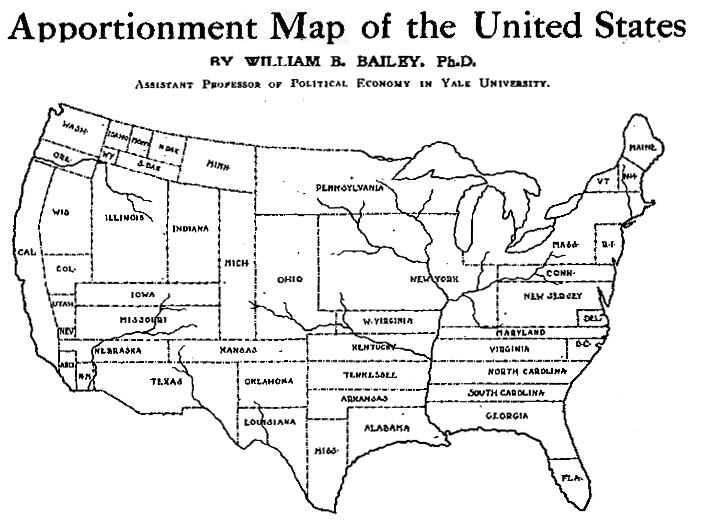 Apportionment Map of the United States
BY WILLIAM B. BAILEY, Ph.D.
ASSISTANT PROFESSOR OF POLITICAL ECONOMY IN YALE UNIVERSITY.
WASH.
IDAHO
MONT
N.DAK
MINN
MAINE
ORE.
WY
S.DAK
VT
N.H.
PENNSYLVANIA
WIS
ILLINOIS
INDIANA
CAL
MICH
OHIO
NEW YORK
MASS.
R.I.
COL.
CONN.
IOWA
NEW JERSEY
UTAH
MISSOURI
W.VIRGINIA
DEL.
NEV
MARYLAND
NEBRASKA
KANSAS
KENTUCKY
VIRGINIA
D.C.
ARIZ
N.M.
TEXAS
OKLAHOMA
TENNESSEE
NORTH CAROLINA
ARKANSAS
SOUTH CAROLINA
LOUISIANA
ALABAMA
GEORGIA
MISS.
FLA.